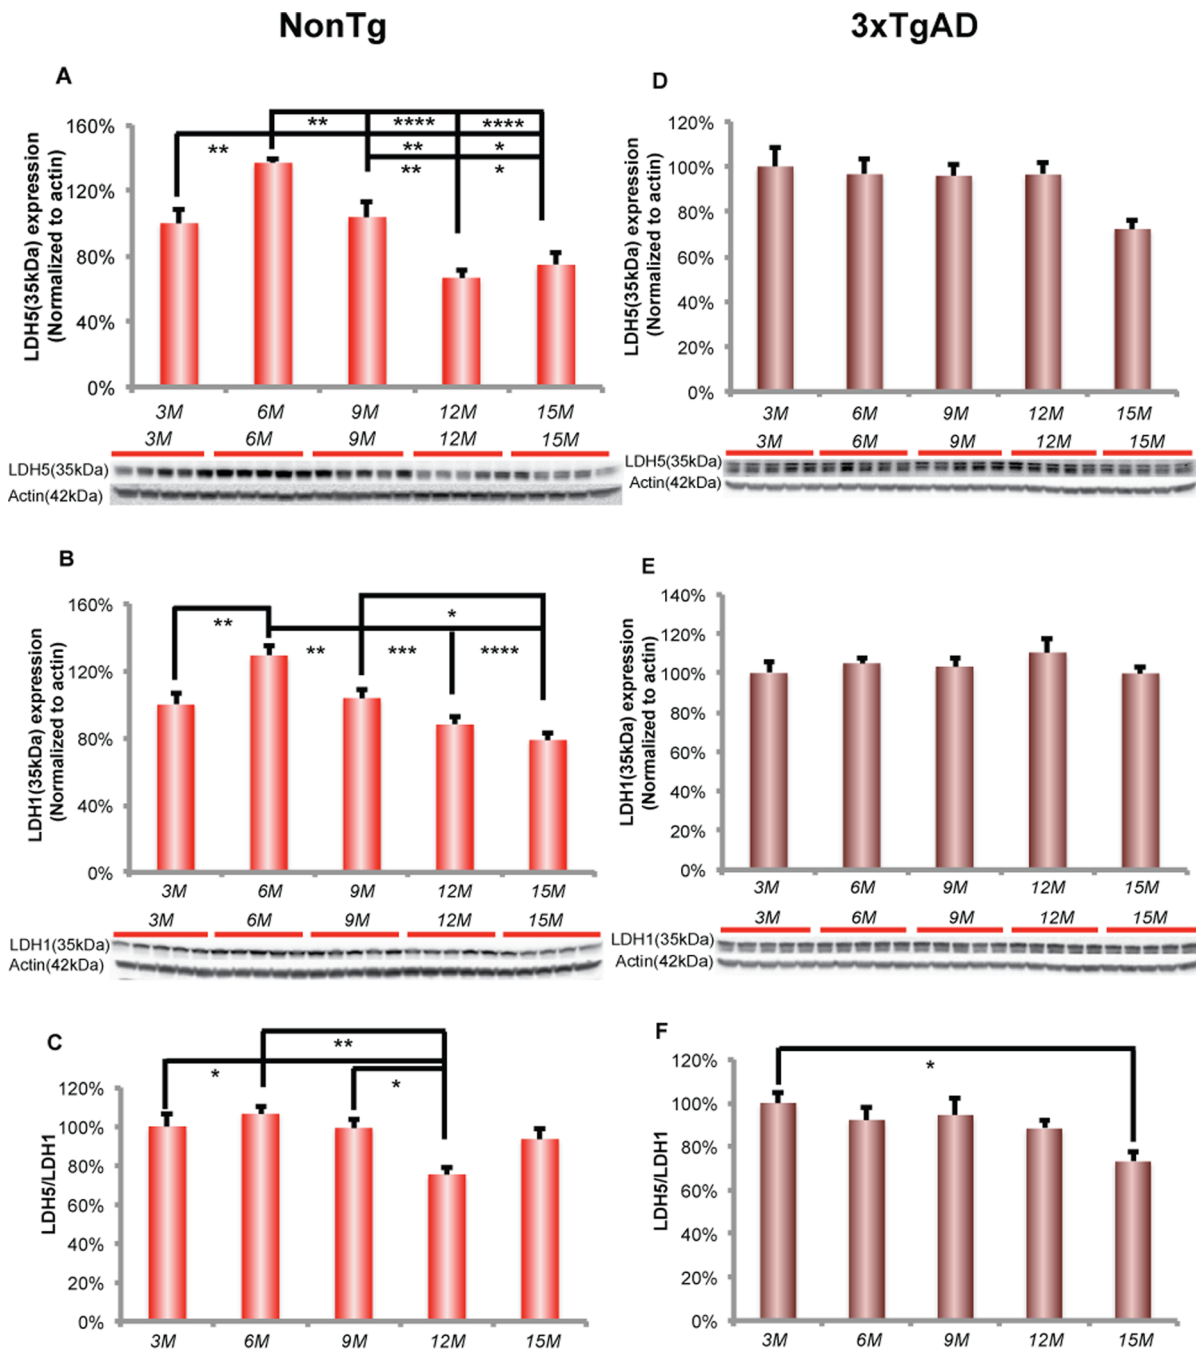 NonTg
3xTgAD
A
LDH5(35kDa) expression
(Normalized to actin)
160%
120%
80%
40%
0%
** **** ****
** ** *
** *
3M 6M 9M 12M 15M
3M 6M 9M 12M 15M
LDH5(35kDa)
Actin(42kDa)
D
LDH5(35kDa) expression
(Normalized to actin)
120%
100%
80%
60%
40%
20%
0%
3M 6M 9M 12M 15M
3M 6M 9M 12M 15M
LDH5(35kDa)
Actin(42kDa)
B
LDH1(35kDa) expression
(Normalized to actin)
160%
120%
80%
40%
0%
** *
** *** ****
3M 6M 9M 12M 15M
3M 6M 9M 12M 15M
LDH1(35kDa)
Actin(42kDa)
E
LDH1(35kDa) expression
(Normalized to actin)
140%
120%
100%
80%
60%
40%
20%
0%
3M 6M 9M 12M 15M
3M 6M 9M 12M 15M
LDH1(35kDa)
Actin(42kDa)
C
LDH5/LDH1
120%
100%
80%
60%
40%
20%
0%
**
* *
3M 6M 9M 12M 15M
F
LDH5/LDH1
120%
100%
80%
60%
40%
20%
0%
*
3M 6M 9M 12M 15M